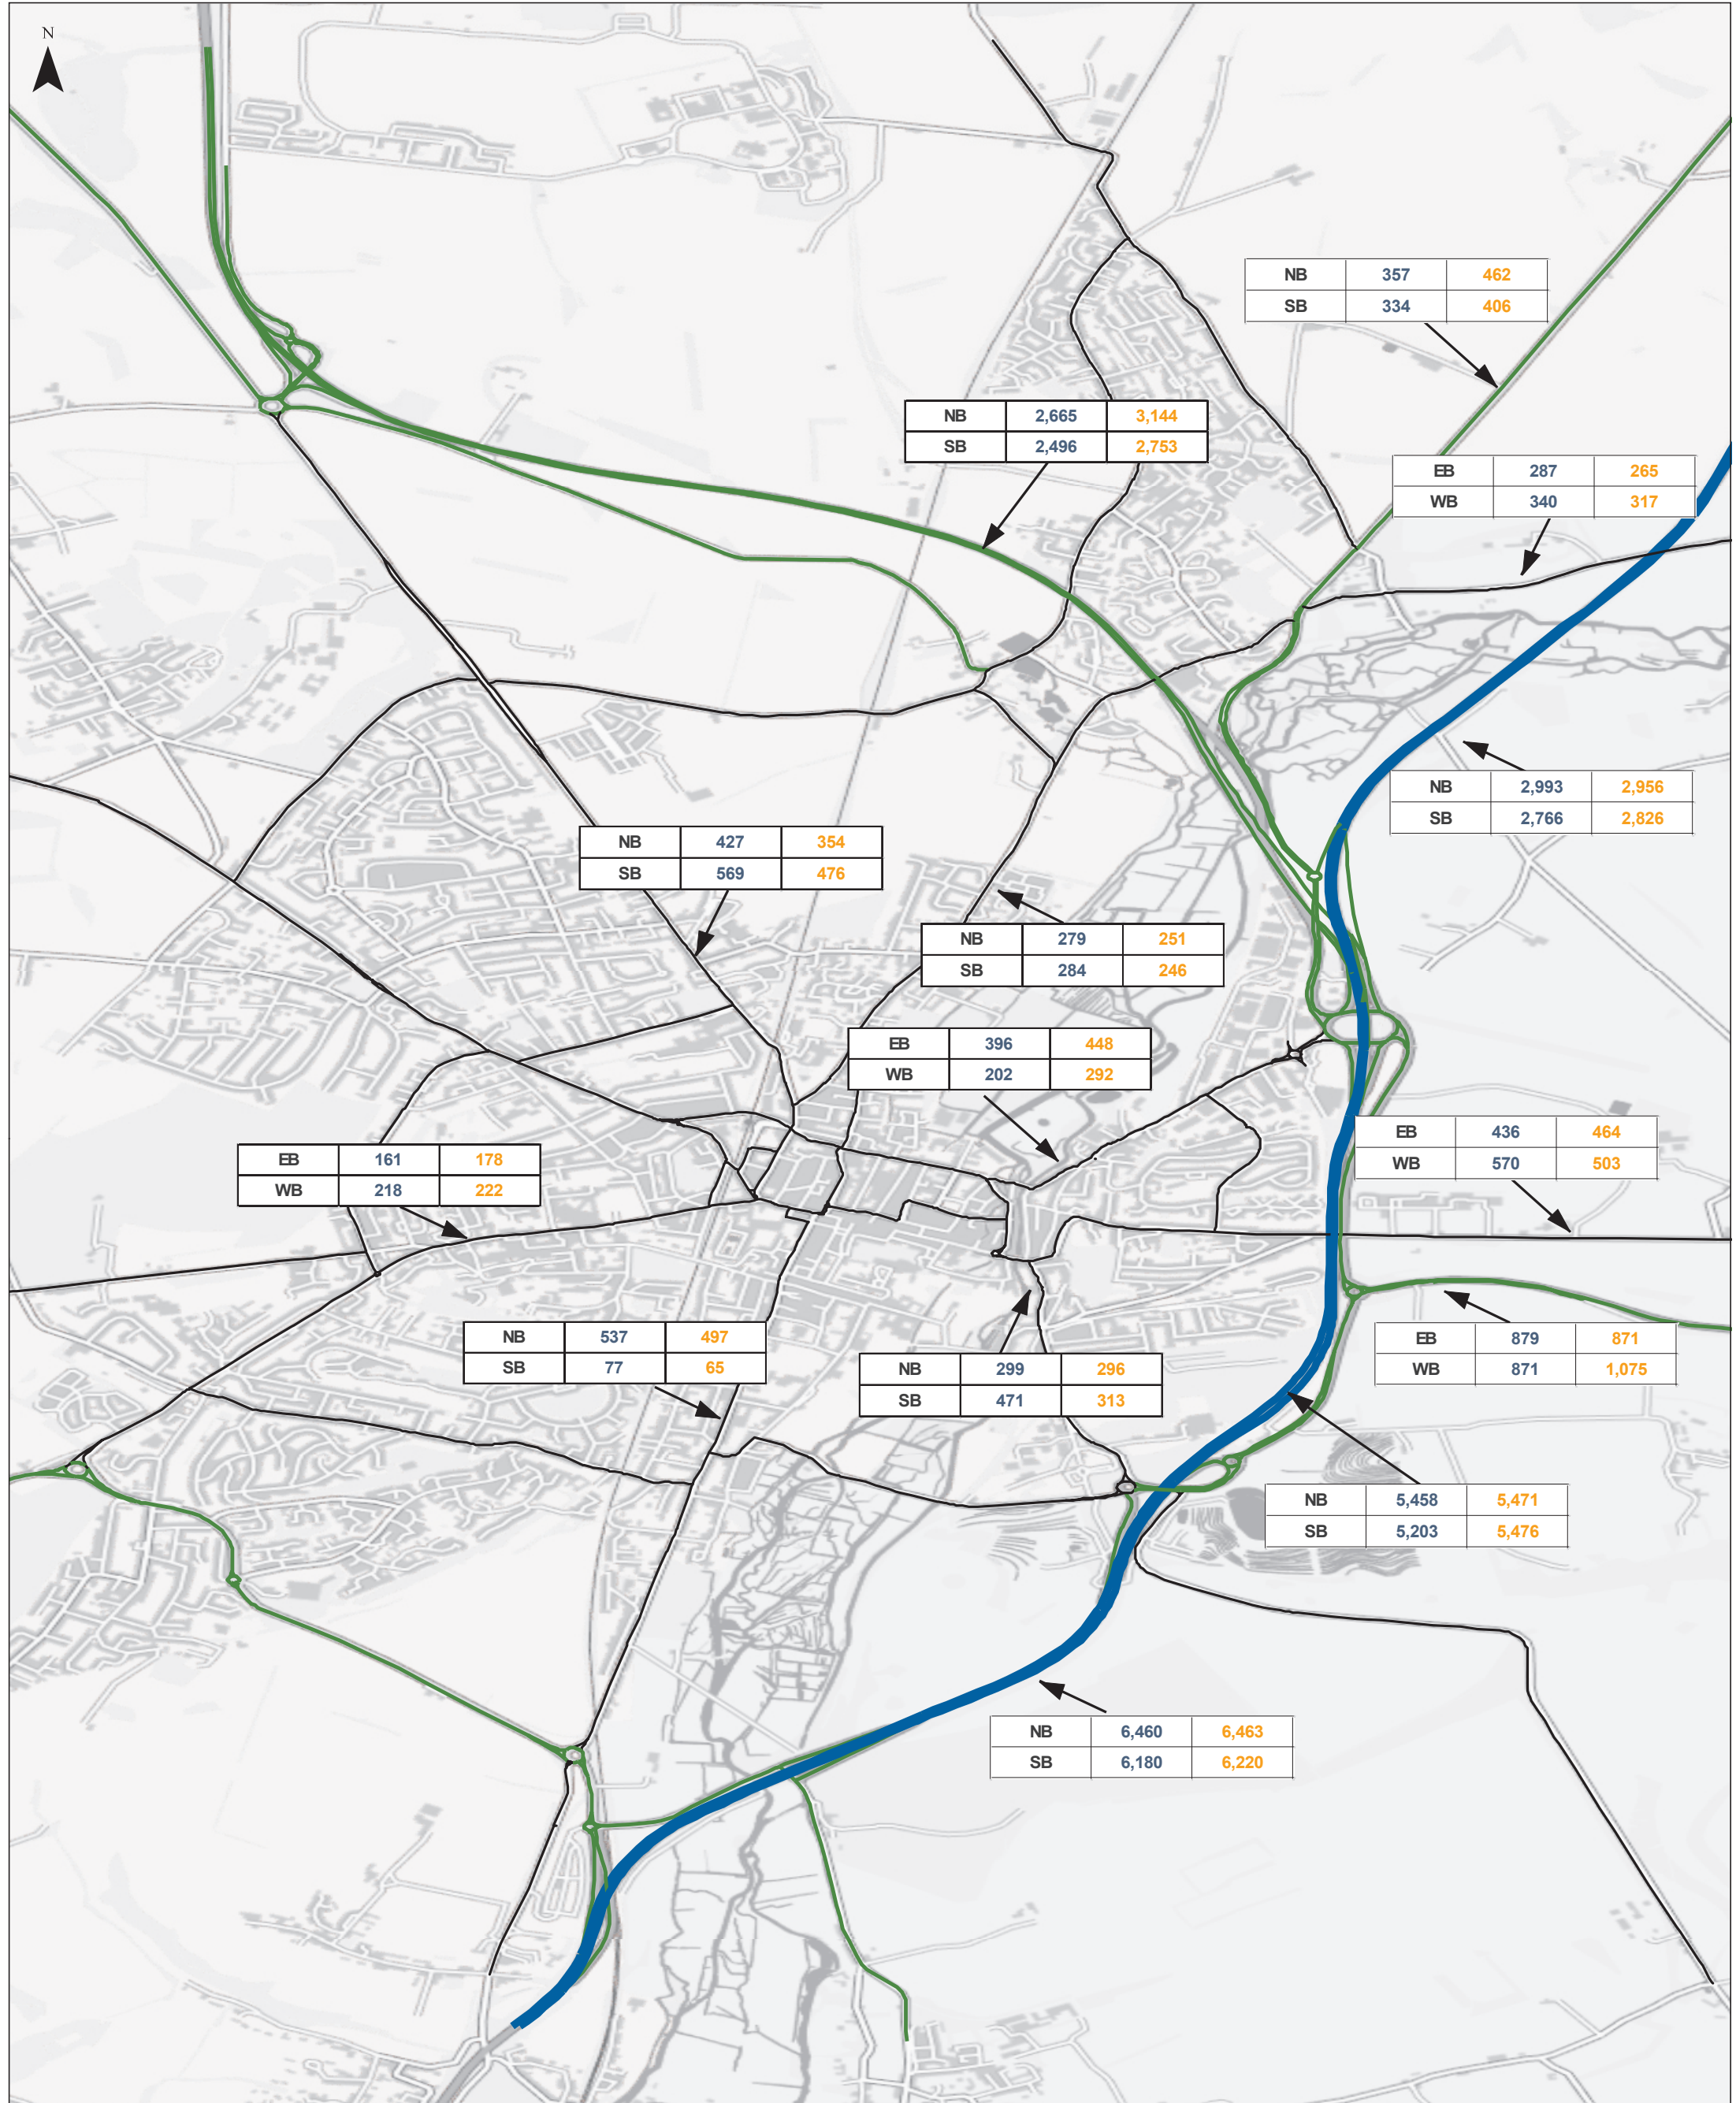 N
NB 357 462
SB 334 406
NB 2,665 3,144
SB 2,496 2,753
EB 287 265
WB 340 317
NB 2,993 2,956
SB 2,766 2,826
NB 427 354
SB 569 476
NB 279 251
SB 284 246
EB 396 448
WB 202 292
EB 436 464
WB 570 503
EB 161 178
WB 218 222
NB 537 497
SB 77 65
NB 299 296
SB 471 313
EB 879 871
WB 871 1,075
NB 5,458 5,471
SB 5,203 5,476
NB 6,460 6,463
SB 6,180 6,220